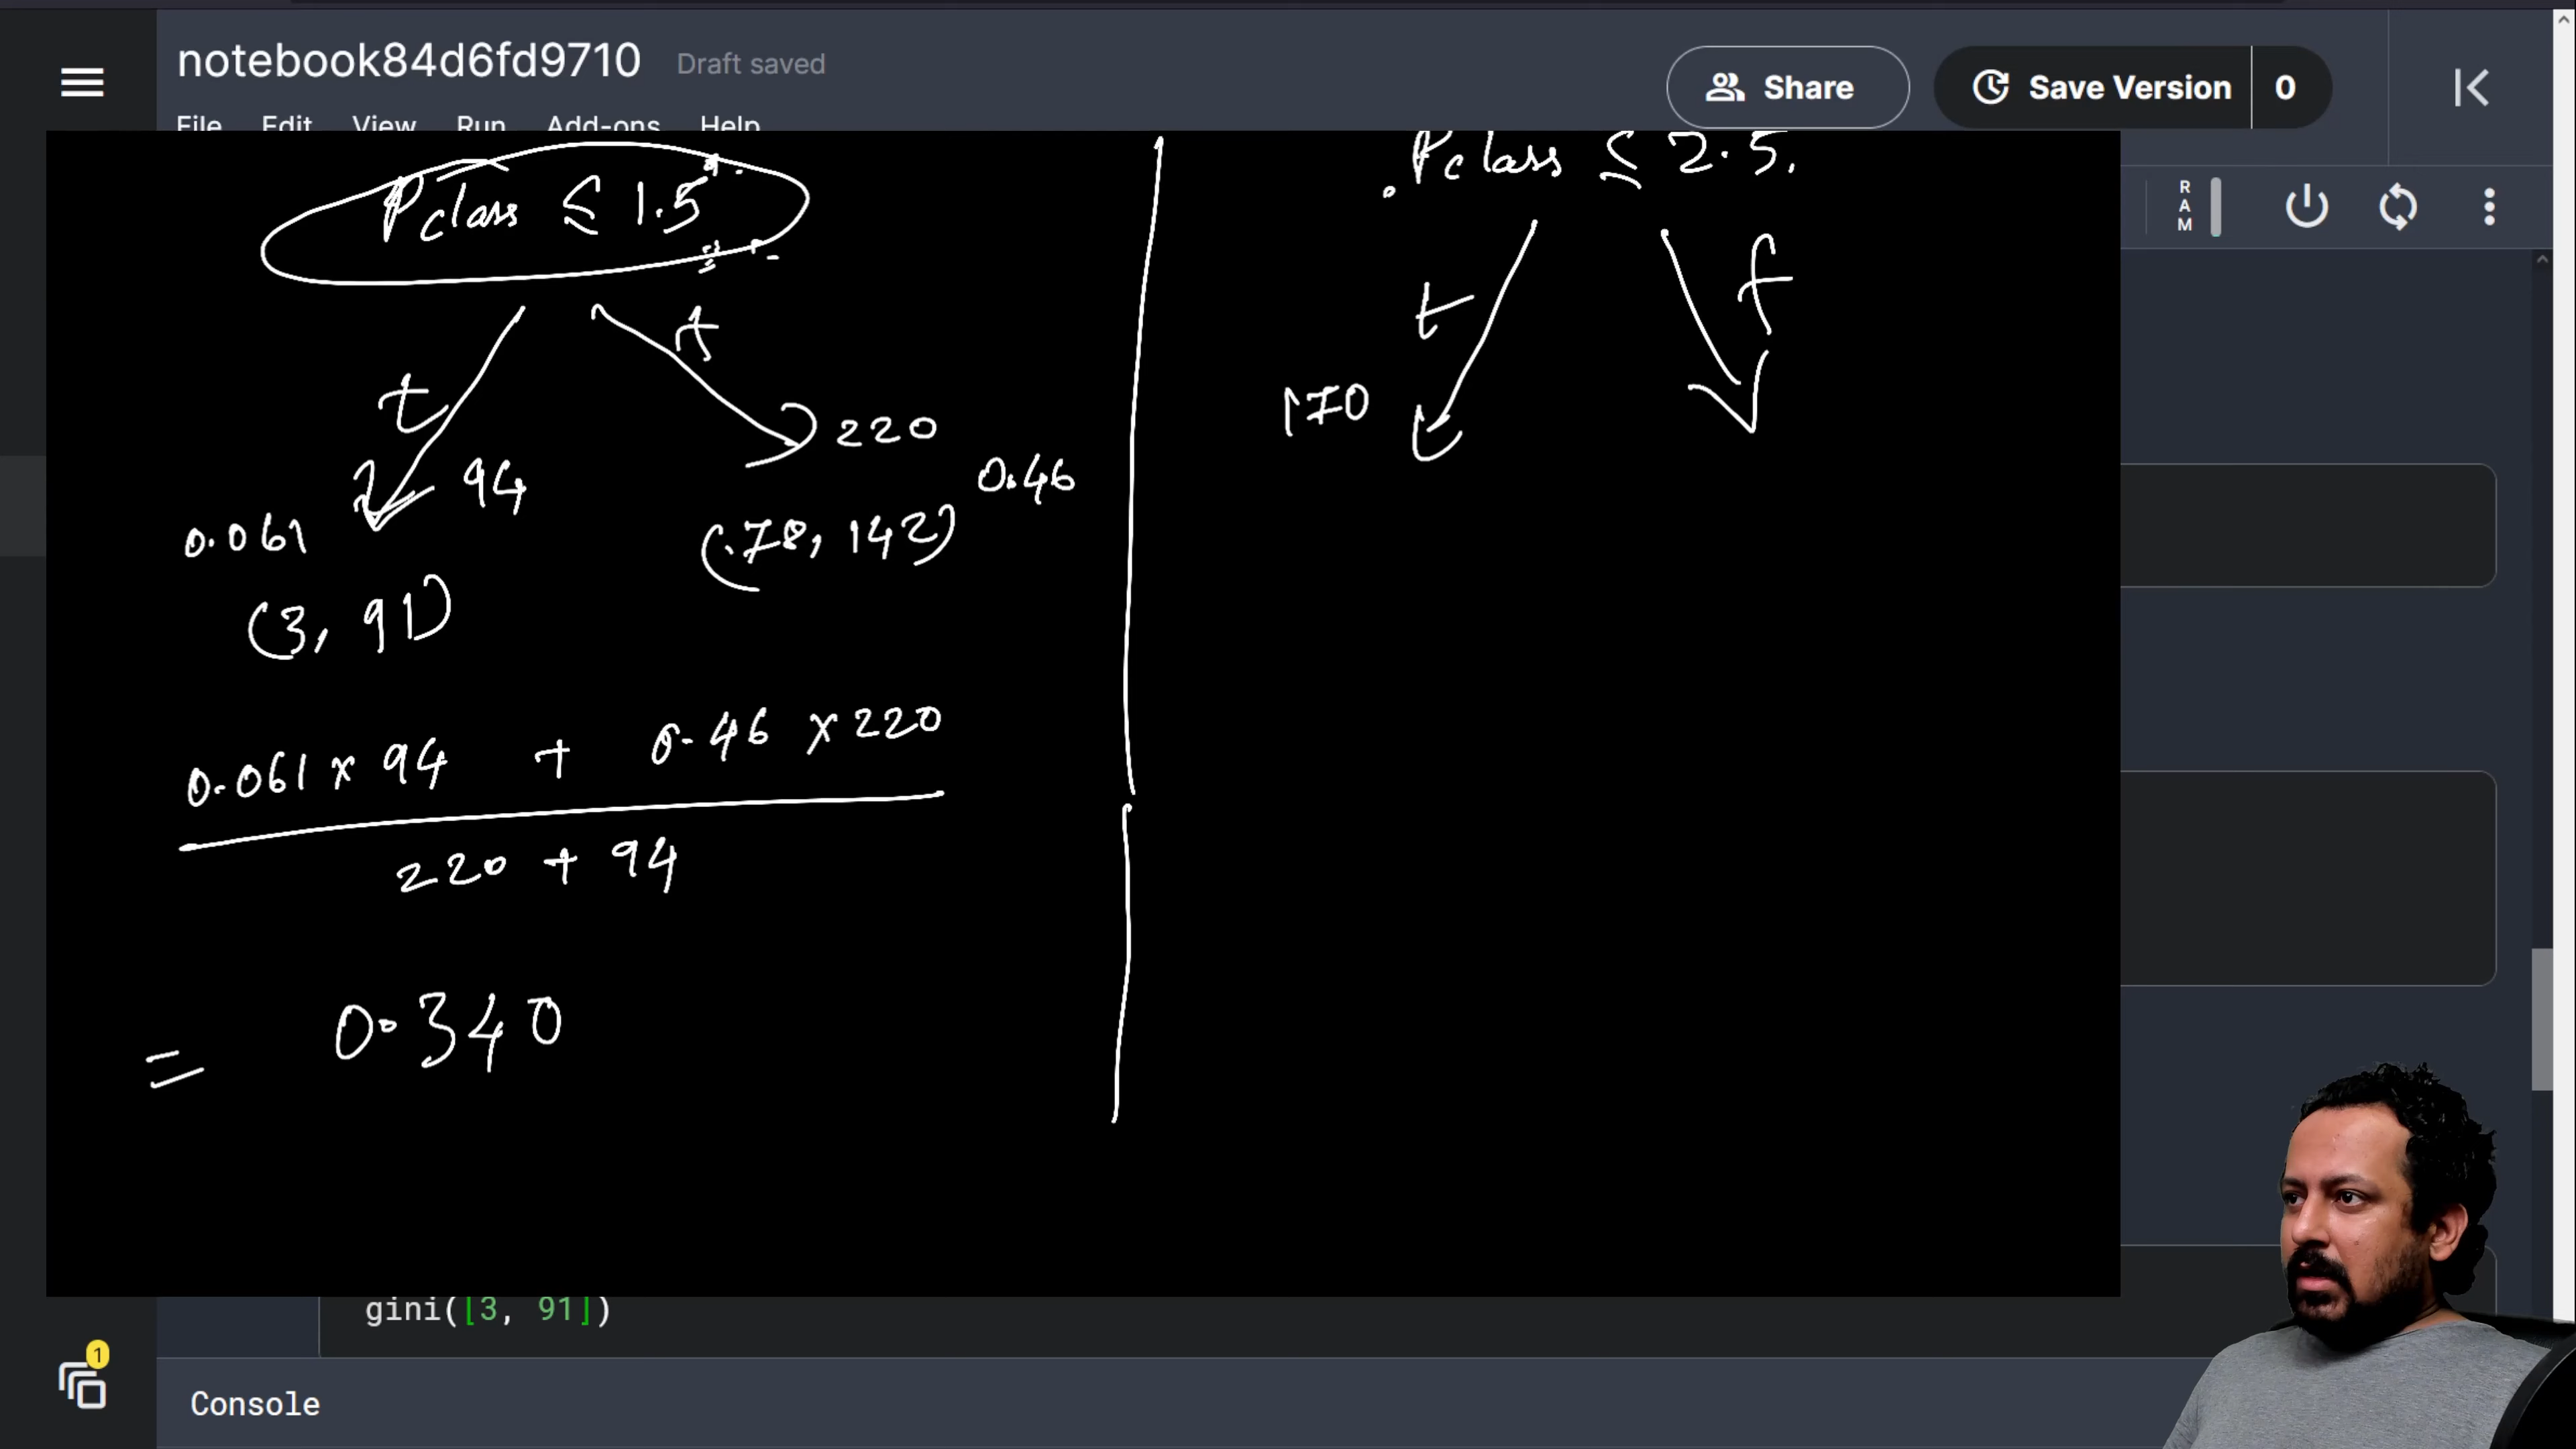 notebook84d6fd9710 Draft saved
Share
Save Version 0
File Edit View Run Add-ons Help
RAM
Pclass ≤ 1.5
t
f
94
220
0.061
0.46
(3, 91)
(78, 142)
0.061 x 94 + 0.46 x 220
220 + 94
= 0.340
Pclass ≤ 2.5.
t
f
170
gini([3, 91])
1
Console